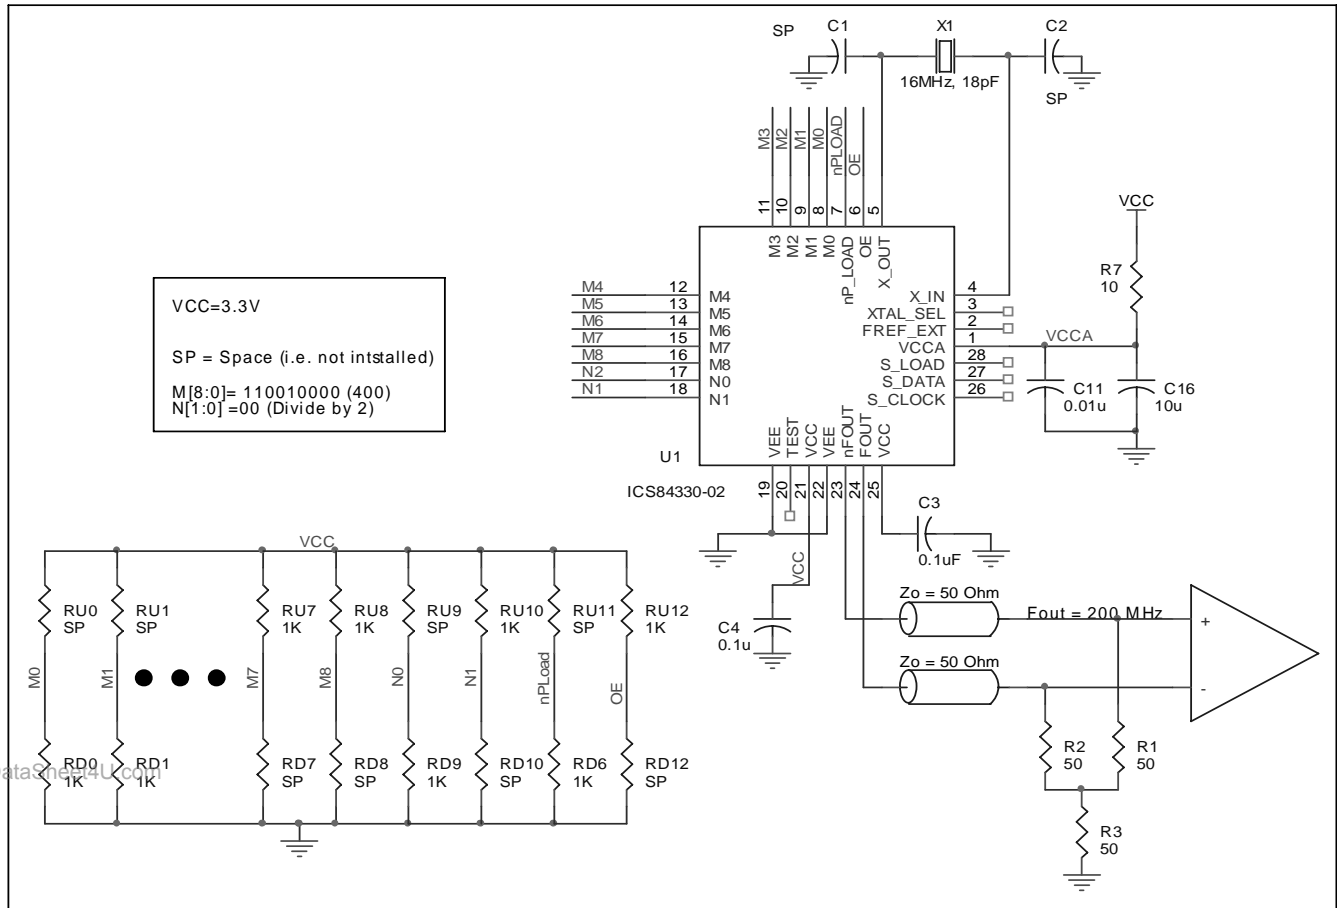 SP
C1
X1
C2
16MHz, 18pF
SP
M3
M2
M1
M0
nPLOAD
OE
11
10
9
8
7
6
5
M3
M2
M1
M0
nP_LOAD
OE
X_OUT
VCC
R7
10
VCCA
C11
0.01u
C16
10u
VCC=3.3V
SP = Space (i.e. not intstalled)
M[8:0]= 110010000 (400)
N[1:0] =00 (Divide by 2)
M4 12 M4
M5 13 M5
M6 14 M6
M7 15 M7
M8 16 M8
N2 17 N0
N1 18 N1
X_IN 4
XTAL_SEL 3
FREF_EXT 2
VCCA 1
S_LOAD 28
S_DATA 27
S_CLOCK 26
VEE
TEST
VCC
VEE
nFOUT
FOUT
VCC
U1
ICS84330-02
19
20
21
22
23
24
25
C3
0.1uF
VCC
C4
0.1u
Zo = 50 Ohm
Fout = 200 MHz
Zo = 50 Ohm
+
-
R2
50
R1
50
R3
50
VCC
RU0
SP
RU1
SP
RU7
1K
RU8
1K
RU9
SP
RU10
SP
RU11
SP
RU12
1K
M0
M1
M7
M8
N0
N1
nPLoad
OE
RD0
1K
RD1
1K
RD7
SP
RD8
SP
RD9
1K
RD10
SP
RD6
1K
RD12
SP
ataSheet4U.com